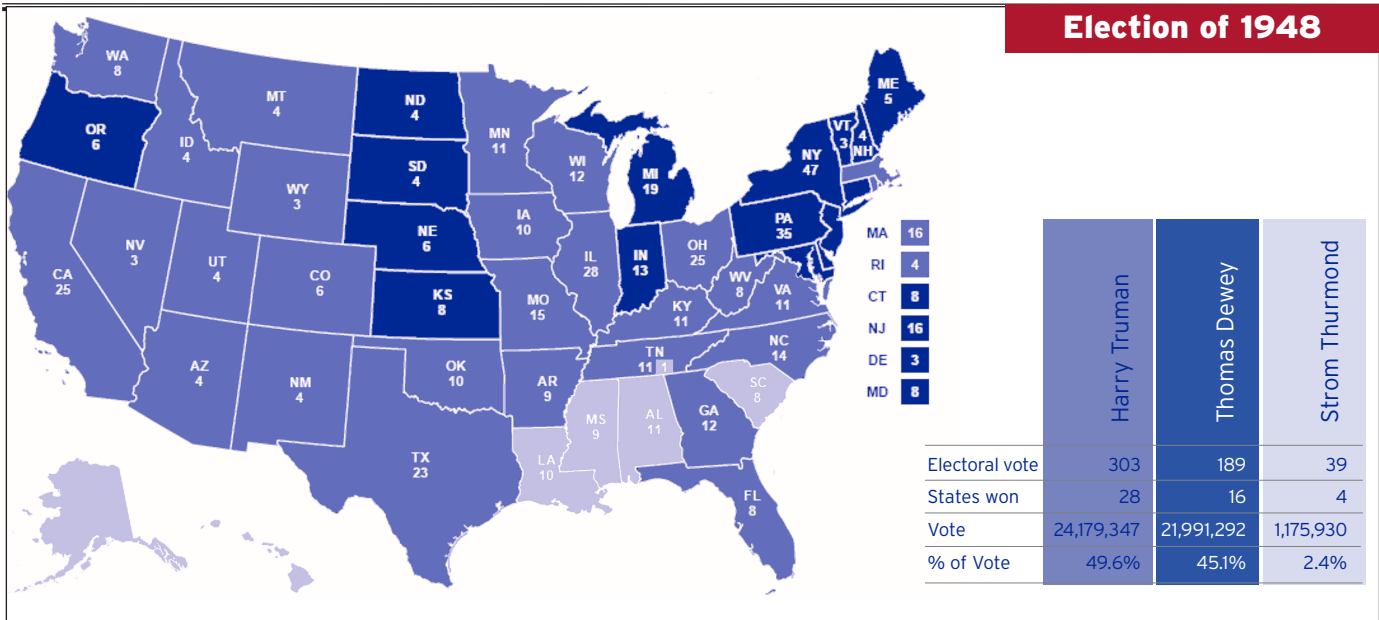 Election of 1948
WA
8
OR
6
ID
4
MT
4
WY
3
CA
25
NV
3
UT
4
CO
6
AZ
4
NM
4
ND
4
SD
4
NE
6
KS
8
OK
10
TX
23
MN
11
IA
10
MO
15
AR
9
LA
10
WI
12
IL
28
MI
19
IN
13
OH
25
KY
11
TN
11 1
MS
9
AL
11
GA
12
FL
8
SC
8
NC
14
VA
11
WV
8
PA
35
NY
47
VT
3
4
NH
ME
5
MA 16
RI 4
CT 8
NJ 16
DE 3
MD 8
Harry Truman
Thomas Dewey
Strom Thurmond
Electoral vote 303 189 39
States won 28 16 4
Vote 24,179,347 21,991,292 1,175,930
% of Vote 49.6% 45.1% 2.4%